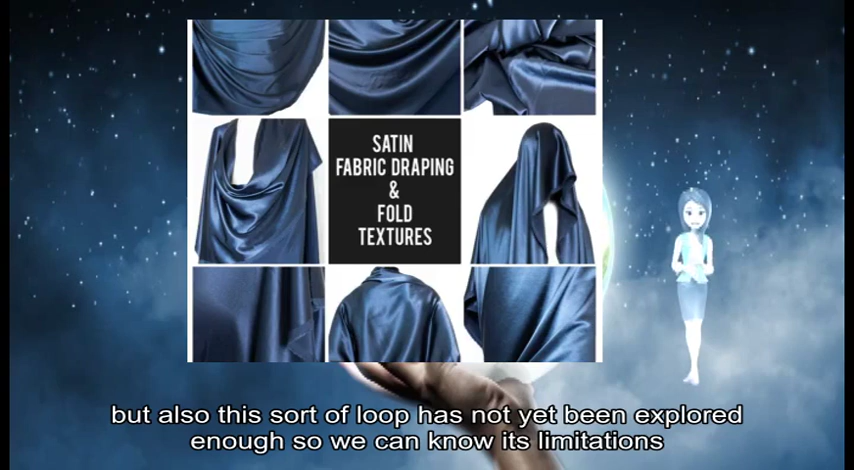 SATIN
FABRIC DRAPING
&
FOLD
TEXTURES
but also this sort of loop has not yet been explored
enough so we can know its limitations